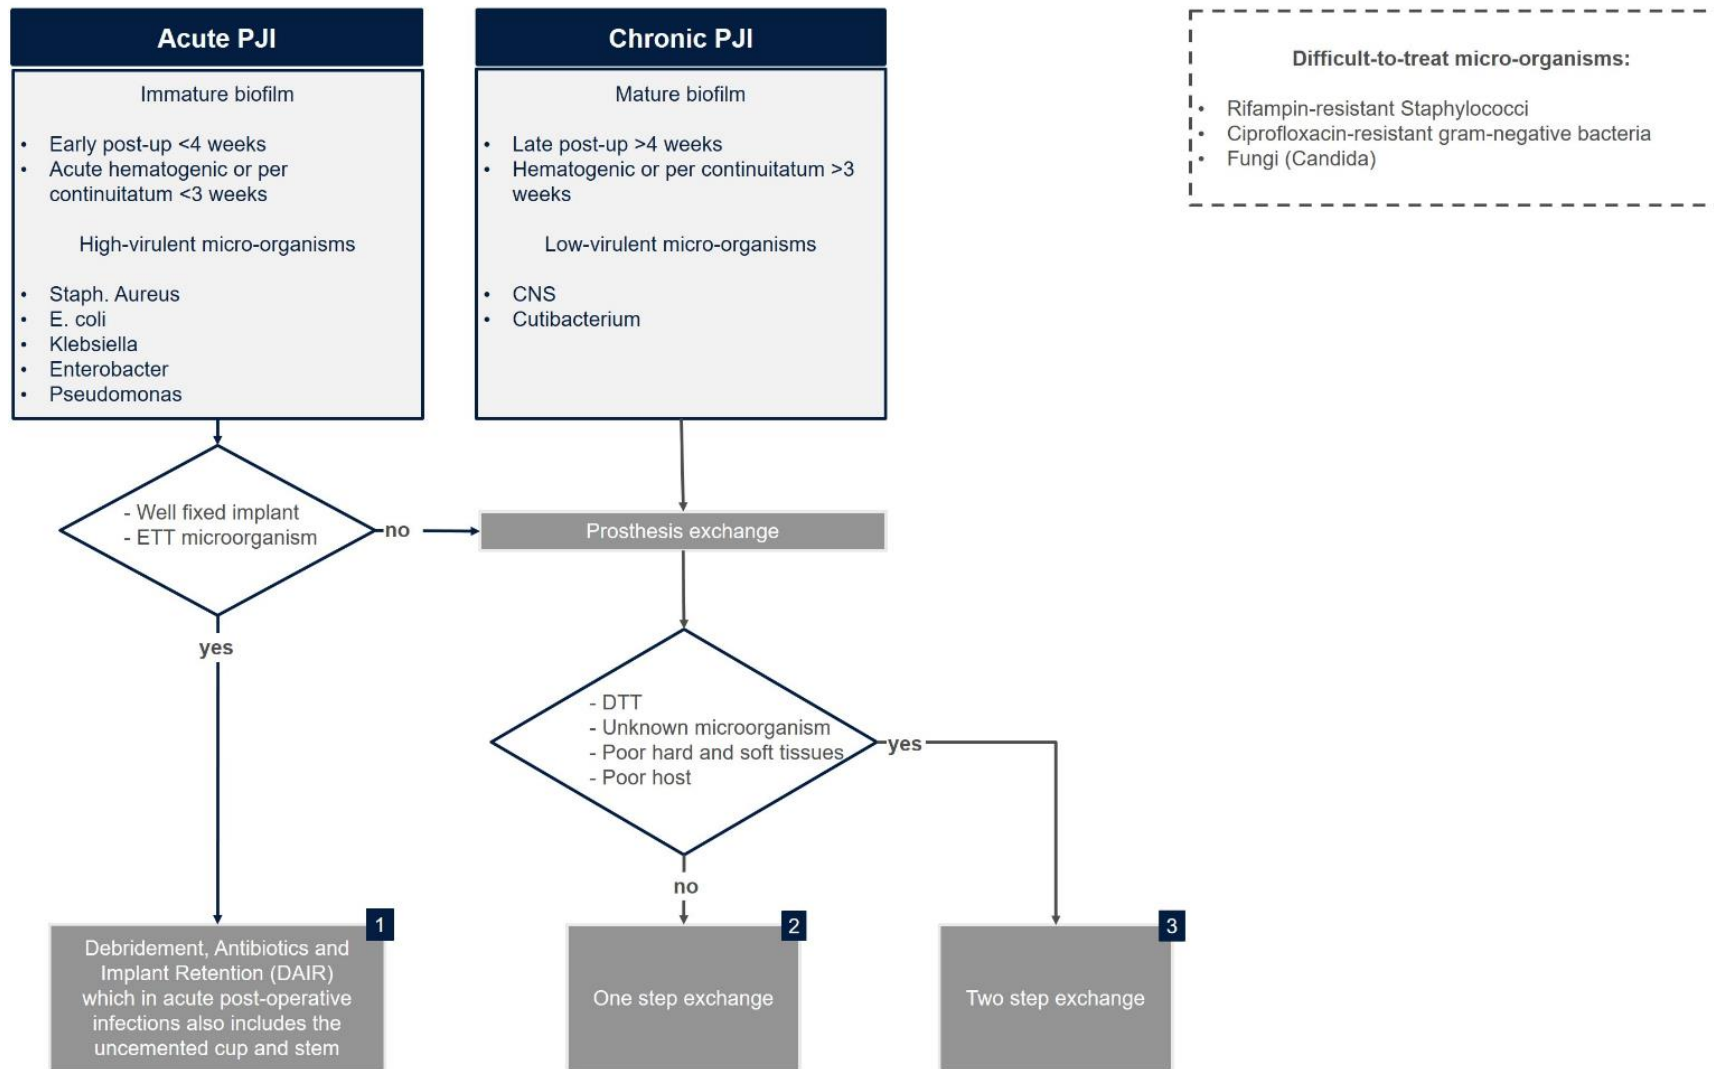 Acute PJI
Immature biofilm
• Early post-up <4 weeks
• Acute hematogenic or per
continuitatum <3 weeks
High-virulent micro-organisms
• Staph. Aureus
• E. coli
• Klebsiella
• Enterobacter
• Pseudomonas
Chronic PJI
Mature biofilm
• Late post-up >4 weeks
• Hematogenic or per continuitatum >3
weeks
Low-virulent micro-organisms
• CNS
• Cutibacterium
Difficult-to-treat micro-organisms:
• Rifampin-resistant Staphylococci
• Ciprofloxacin-resistant gram-negative bacteria
• Fungi (Candida)
- Well fixed implant
- ETT microorganism
no
Prosthesis exchange
yes
- DTT
- Unknown microorganism
- Poor hard and soft tissues
- Poor host
yes
no
1
Debridement, Antibiotics and
Implant Retention (DAIR)
which in acute post-operative
infections also includes the
uncemented cup and stem
2
One step exchange
3
Two step exchange